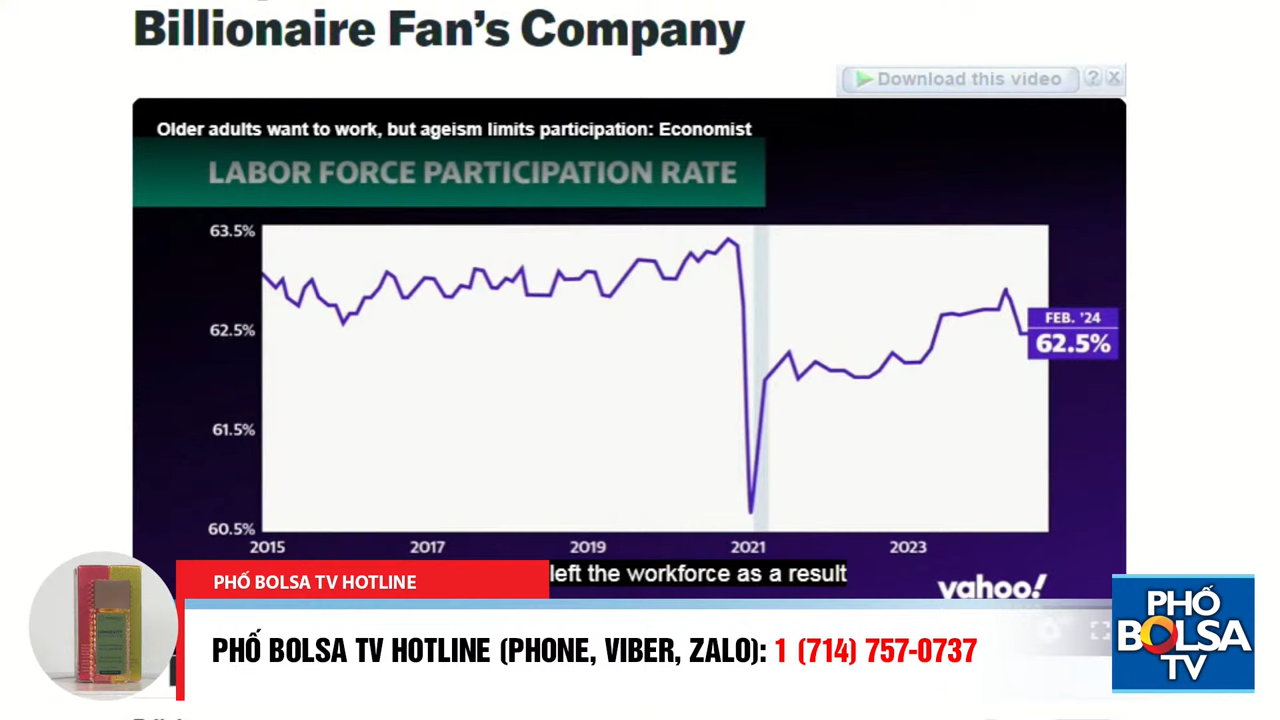 Billionaire Fan's Company
Download this video ? X
Older adults want to work, but ageism limits participation: Economist
LABOR FORCE PARTICIPATION RATE
63.5%
62.5%
61.5%
60.5%
2015 2017 2019 2021 2023
FEB. '24
62.5%
left the workforce as a result
yahoo!
PHỐ BOLSA TV HOTLINE
PHỐ BOLSA TV HOTLINE (PHONE, VIBER, ZALO): 1 (714) 757-0737
PHỐ
BOLSA
TV